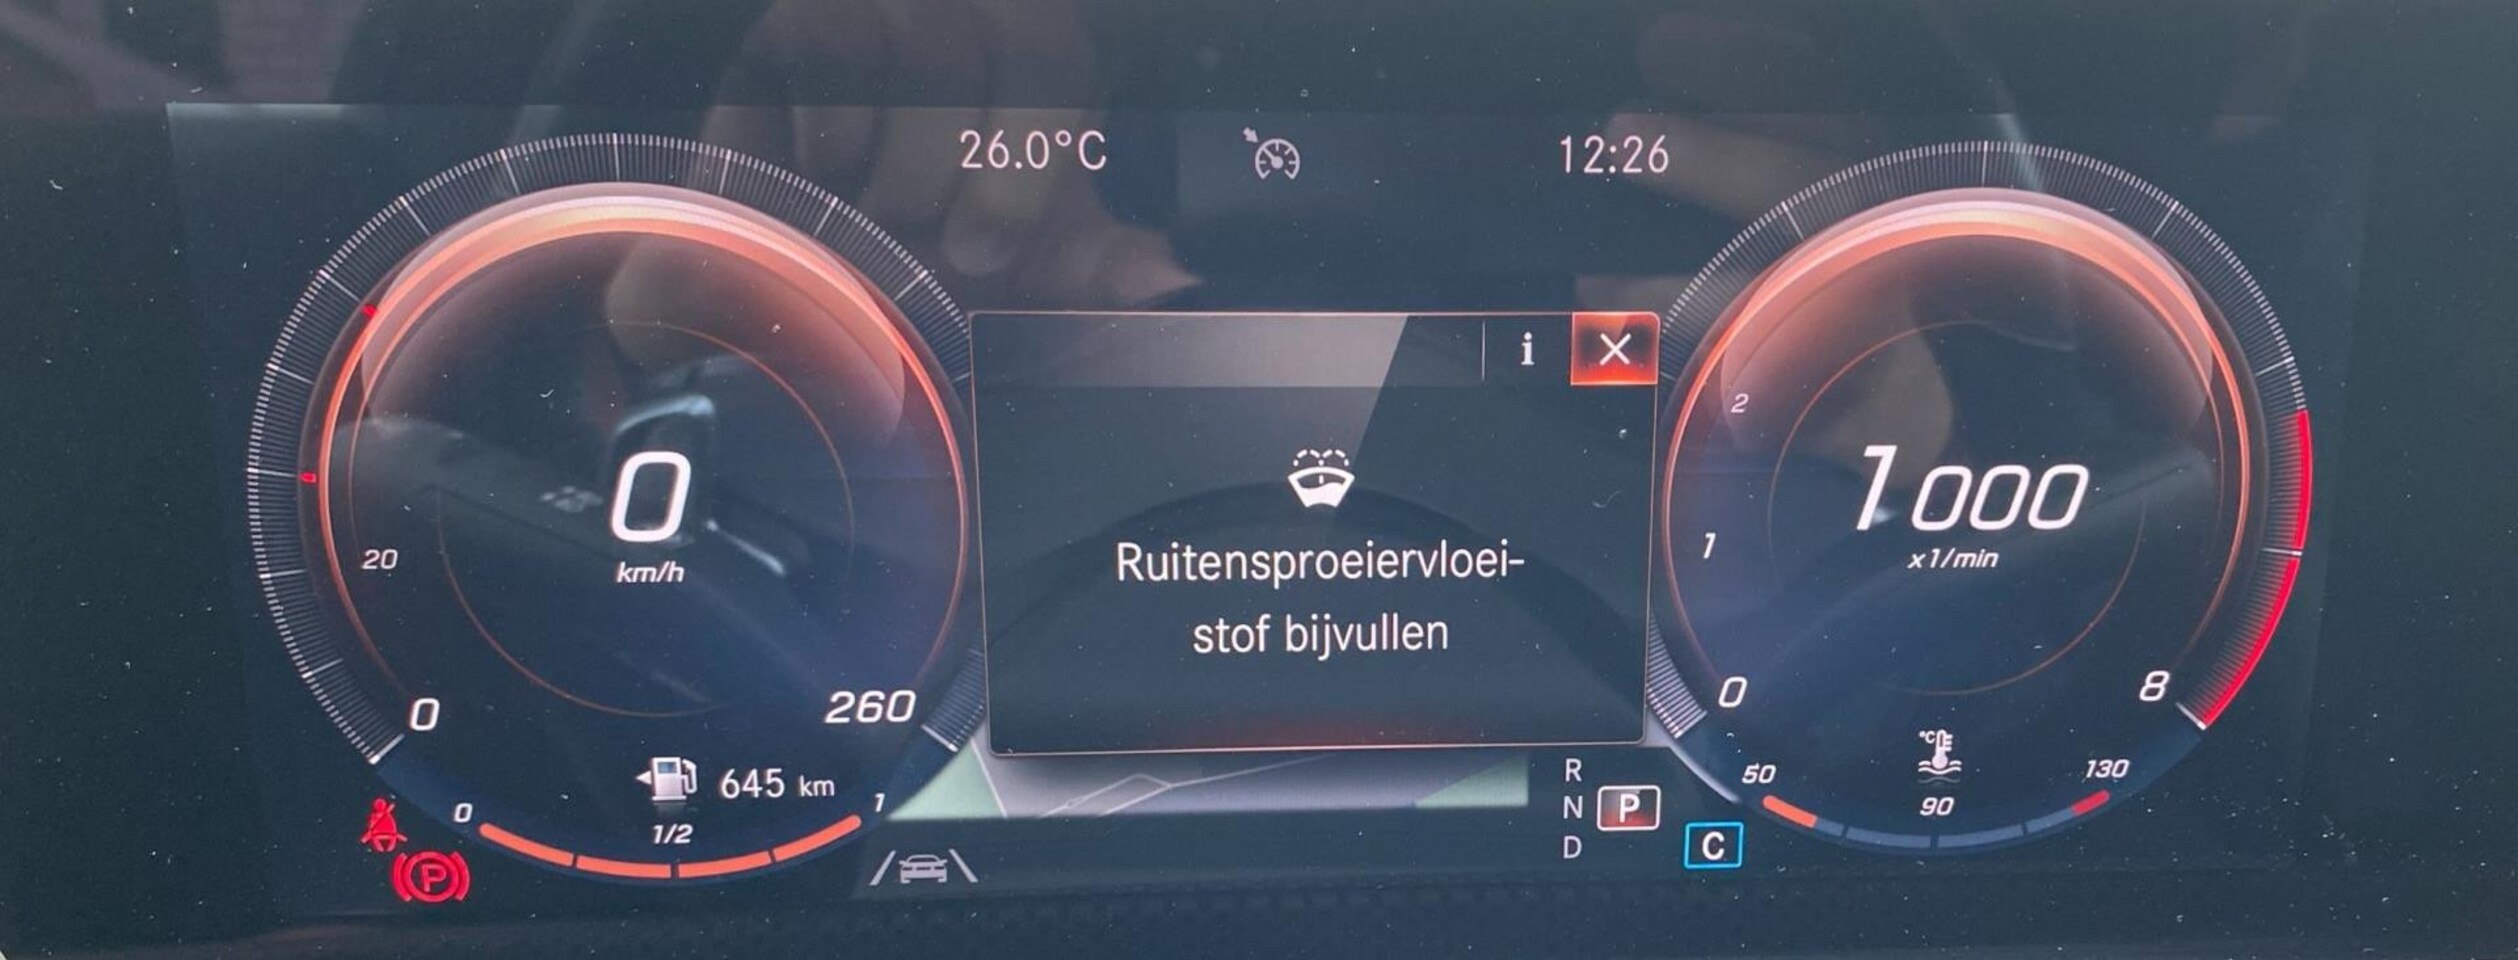 26.0°C
12:26
i
Ruitensproeiervloei-
stof bijvullen
0
km/h
20
0
260
645 km
0
1/2
1
1000
x1/min
2
1
0
8
°C
50
90
130
R
N
D
P
C
P